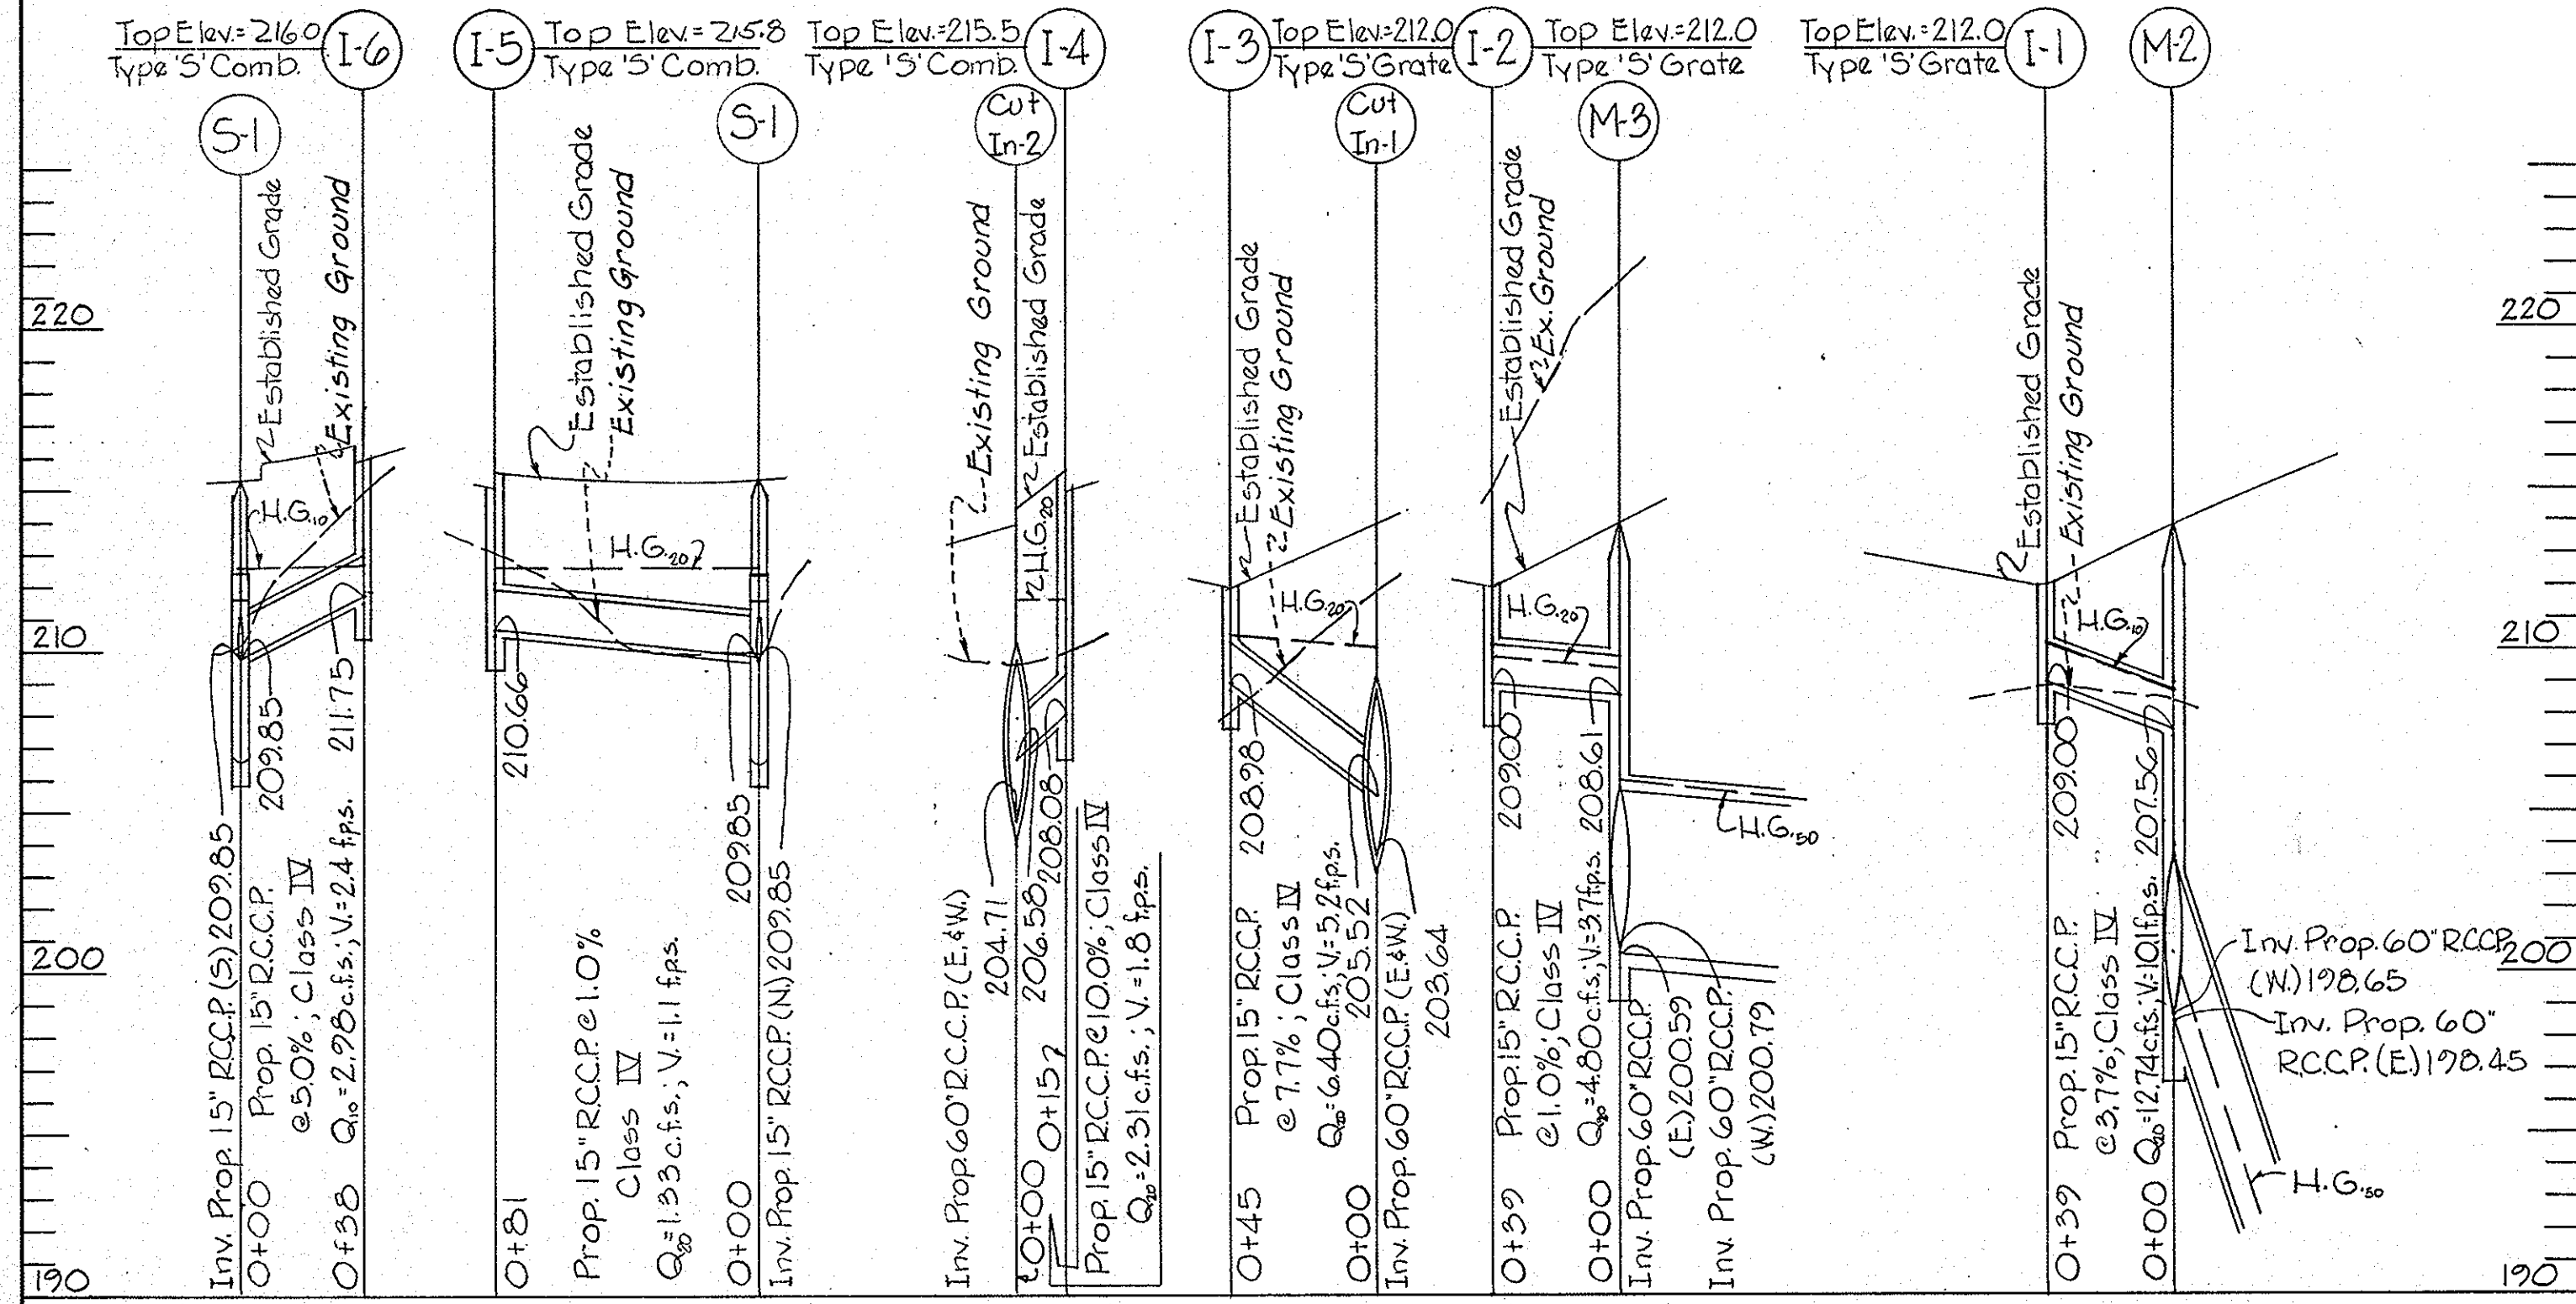 Top Elev.= 216.0
Type 'S' Comb.
I-6
S-1
Established Grade
Existing Ground
H.G.10
Inv. Prop. 15" R.C.C.P. (S) 209.85
0+00
Prop. 15" R.C.C.P.
209.85
@ 5.0% ; Class IV
0+38
Q10 = 2.98 c.f.s.; V.= 2.4 f.p.s.
211.75
I-5
Top Elev.= 215.8
Type 'S' Comb.
S-1
Established Grade
Existing Ground
H.G.20
210.66
0+81
Prop. 15" R.C.C.P. @ 1.0%
Class IV
Q20 = 1.33 c.f.s.; V.= 1.1 f.p.s.
0+00
209.85
Inv. Prop. 15" R.C.C.P. (N.) 209.85
Top Elev.= 215.5
Type 'S' Comb.
I-4
Cut
In-2
Existing Ground
Established Grade
H.G.20
Inv. Prop. 60" R.C.C.P. (E.&W.)
204.71
0+00
206.58
0+15
208.08
Prop. 15" R.C.C.P. @ 10.0% ; Class IV
Q20 = 2.31 c.f.s. ; V. = 1.8 f.p.s.
I-3
Top Elev.= 212.0
Type 'S' Grate
Cut
In-1
Established Grade
Existing Ground
H.G.20
0+45
Prop. 15" R.C.C.P.
208.98
@ 7.7% ; Class IV
Q20 = 6.40 c.f.s.; V.= 5.2 f.p.s.
0+00
205.52
Inv. Prop. 60" R.C.C.P. (E.&W.)
203.64
I-2
Top Elev.= 212.0
Type 'S' Grate
M-3
Established Grade
Ex. Ground
H.G.20
0+39
Prop. 15" R.C.C.P.
209.00
@ 1.0%; Class IV
Q20 = 4.80 c.f.s.; V.= 3.7 f.p.s.
0+00
208.61
H.G.50
Inv. Prop. 60" R.C.C.P.
(E.) 200.59
Inv. Prop. 60" R.C.C.P.
(W.) 200.79
Top Elev.= 212.0
Type 'S' Grate
I-1
M-2
Established Grade
Existing Ground
H.G.10
0+39
Prop. 15" R.C.C.P.
209.00
@ 3.7%; Class IV
0+00
Q20 = 12.74 c.f.s.; V.= 10.1 f.p.s.
207.56
Inv. Prop. 60" R.C.C.P.
(W.) 198.65
Inv. Prop. 60"
R.C.C.P. (E.) 198.45
H.G.50
220
210
200
190
220
210
200
190